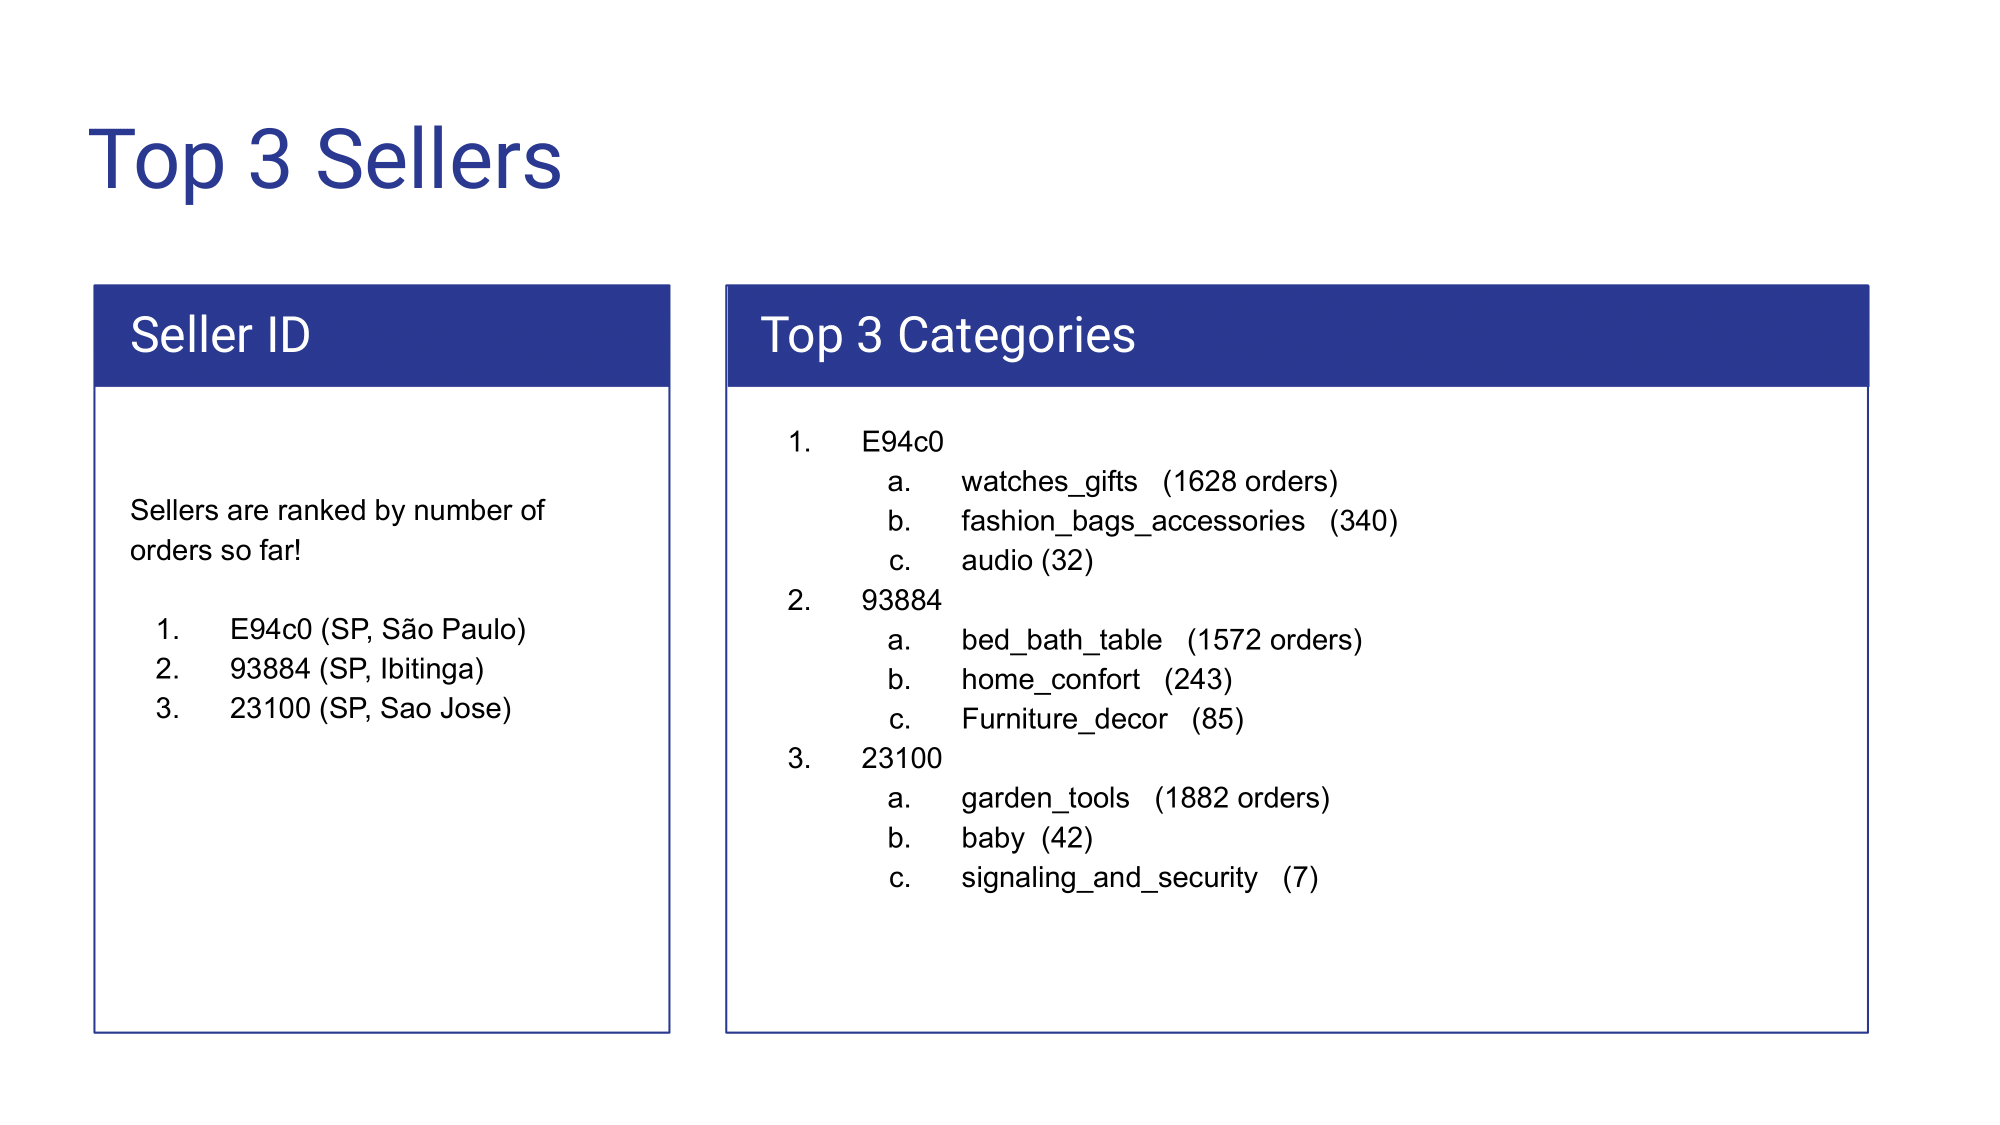 Top 3 Sellers
Seller ID
Sellers are ranked by number of
orders so far!
1. E94c0 (SP, São Paulo)
2. 93884 (SP, Ibitinga)
3. 23100 (SP, Sao Jose)
Top 3 Categories
1. E94c0
a. watches_gifts (1628 orders)
b. fashion_bags_accessories (340)
c. audio (32)
2. 93884
a. bed_bath_table (1572 orders)
b. home_confort (243)
c. Furniture_decor (85)
3. 23100
a. garden_tools (1882 orders)
b. baby (42)
c. signaling_and_security (7)